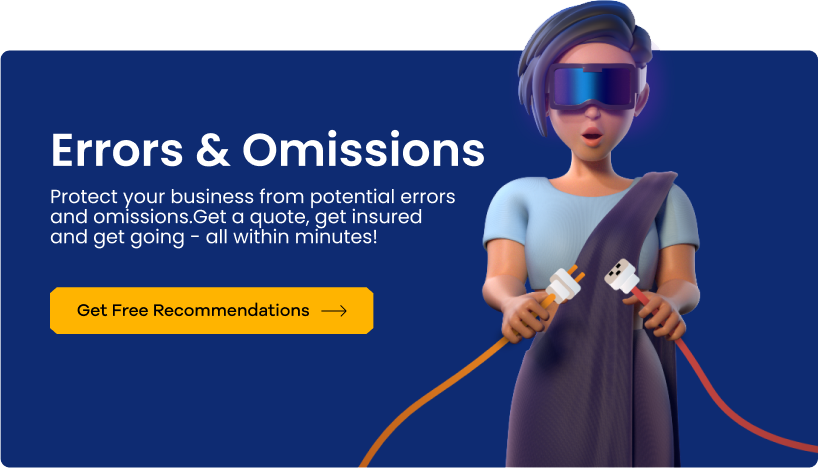 Errors & Omissions
Protect your business from potential errors
and omissions.Get a quote, get insured
and get going - all within minutes!
Get Free Recommendations